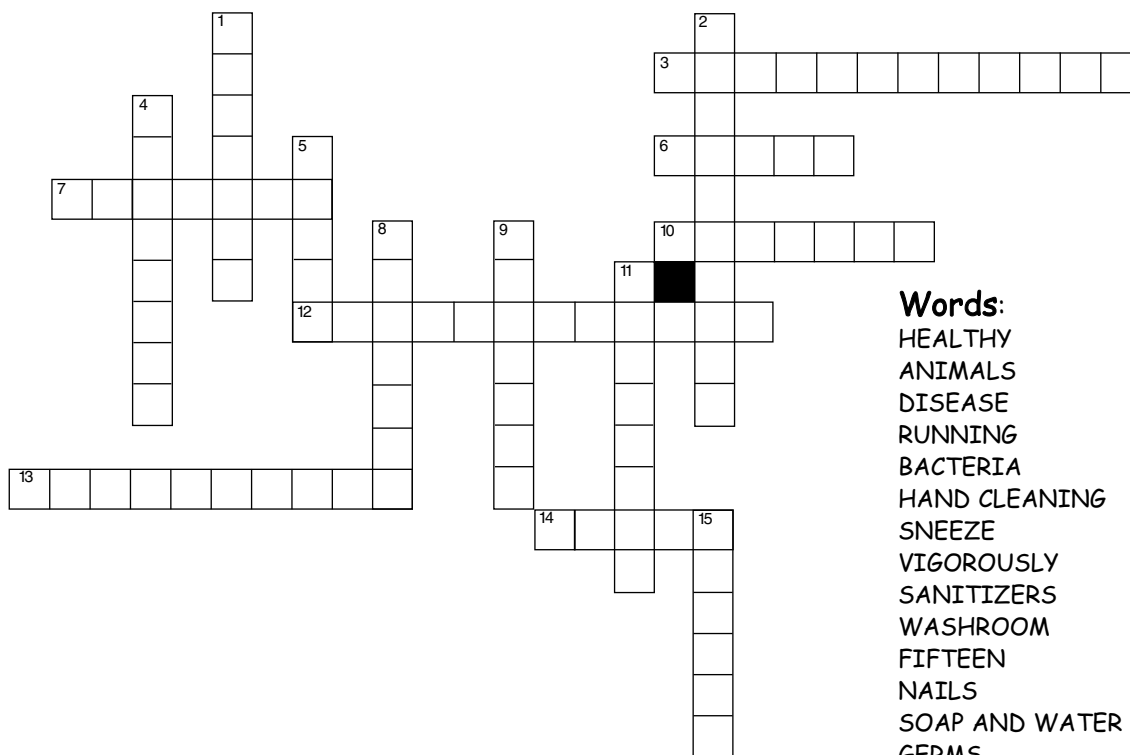 1
2
3
4
5
6
7
8
9
10
11
12
13
14
15
Words:
HEALTHY
ANIMALS
DISEASE
RUNNING
BACTERIA
HAND CLEANING
SNEEZE
VIGOROUSLY
SANITIZERS
WASHROOM
FIFTEEN
NAILS
SOAP AND WATER
GERMS